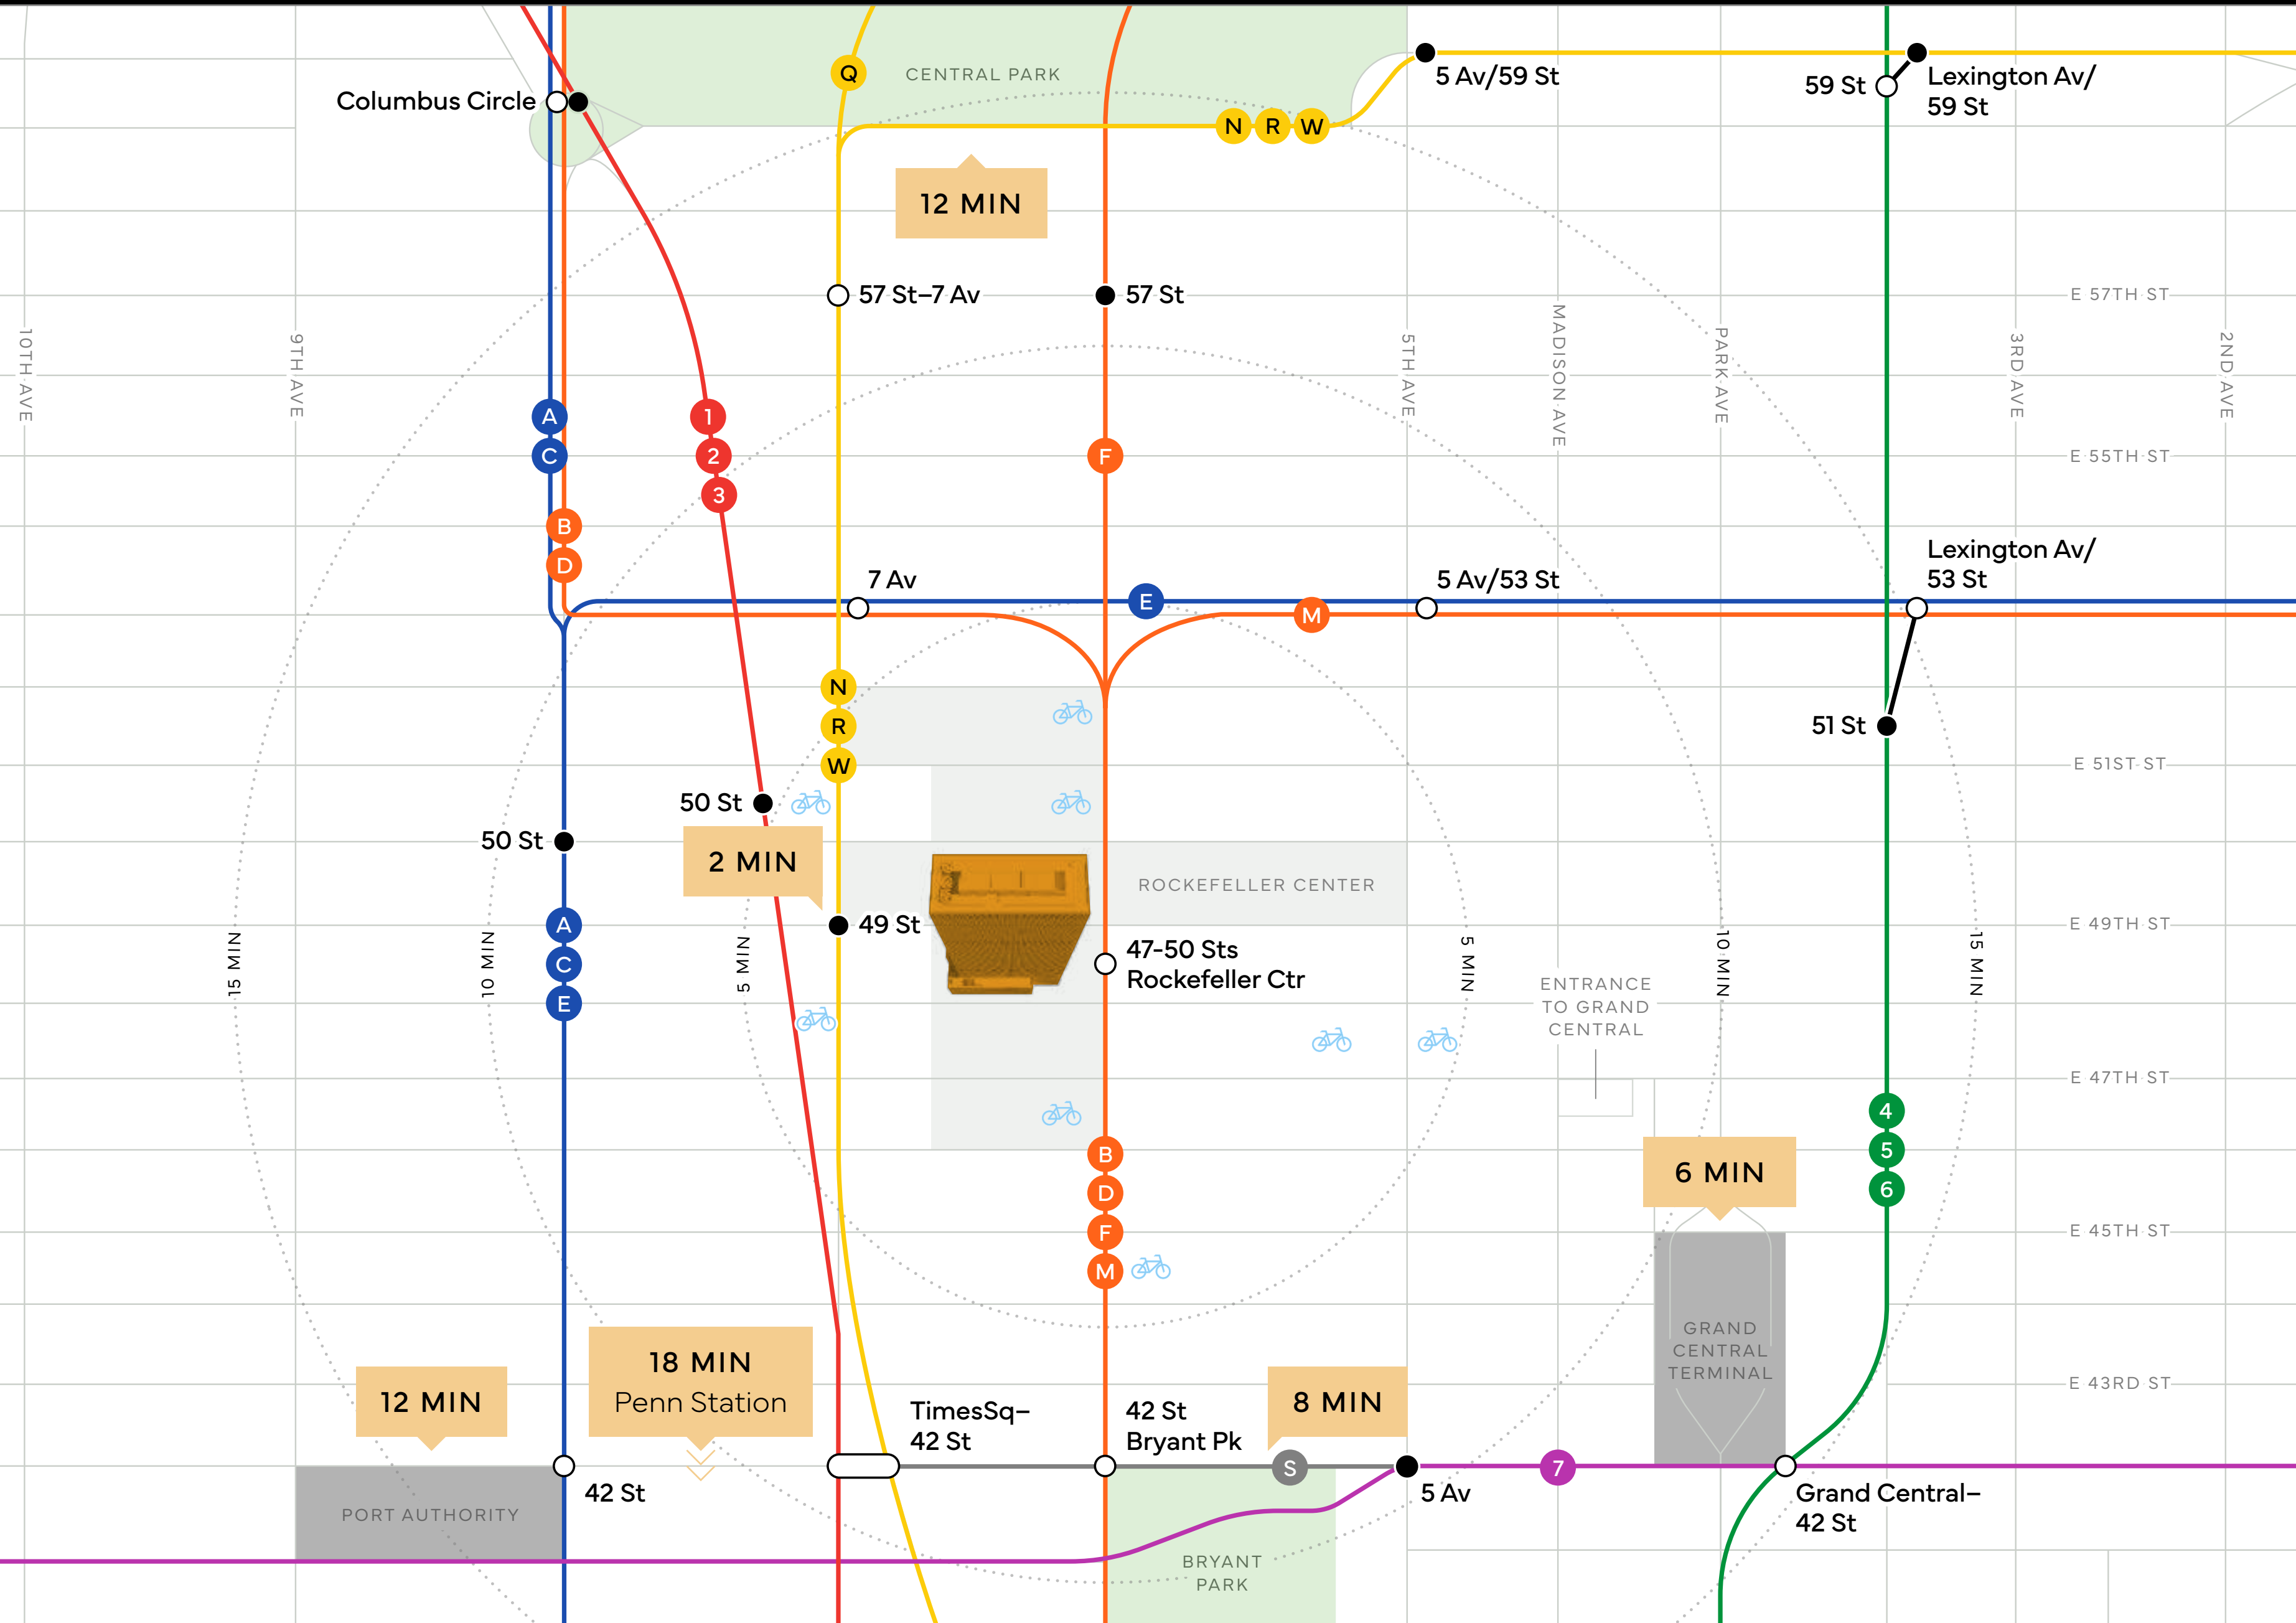 Q
CENTRAL PARK
5 Av/59 St
59 St
Lexington Av/
59 St
Columbus Circle
N R W
12 MIN
57 St–7 Av
57 St
E 57TH ST
10TH AVE
9TH AVE
5TH AVE
MADISON AVE
PARK AVE
3RD AVE
2ND AVE
A
C
1
2
3
F
E 55TH ST
B
D
7 Av
E
5 Av/53 St
M
Lexington Av/
53 St
N
R
W
51 St
E 51ST ST
50 St
50 St
2 MIN
ROCKEFELLER CENTER
49 St
E 49TH ST
A
C
E
47-50 Sts
Rockefeller Ctr
15 MIN
10 MIN
5 MIN
5 MIN
10 MIN
15 MIN
ENTRANCE
TO GRAND
CENTRAL
E 47TH ST
4
5
6
6 MIN
B
D
F
M
E 45TH ST
GRAND
CENTRAL
TERMINAL
E 43RD ST
12 MIN
18 MIN
Penn Station
TimesSq–
42 St
42 St
Bryant Pk
8 MIN
S
7
42 St
5 Av
Grand Central–
42 St
PORT AUTHORITY
BRYANT
PARK